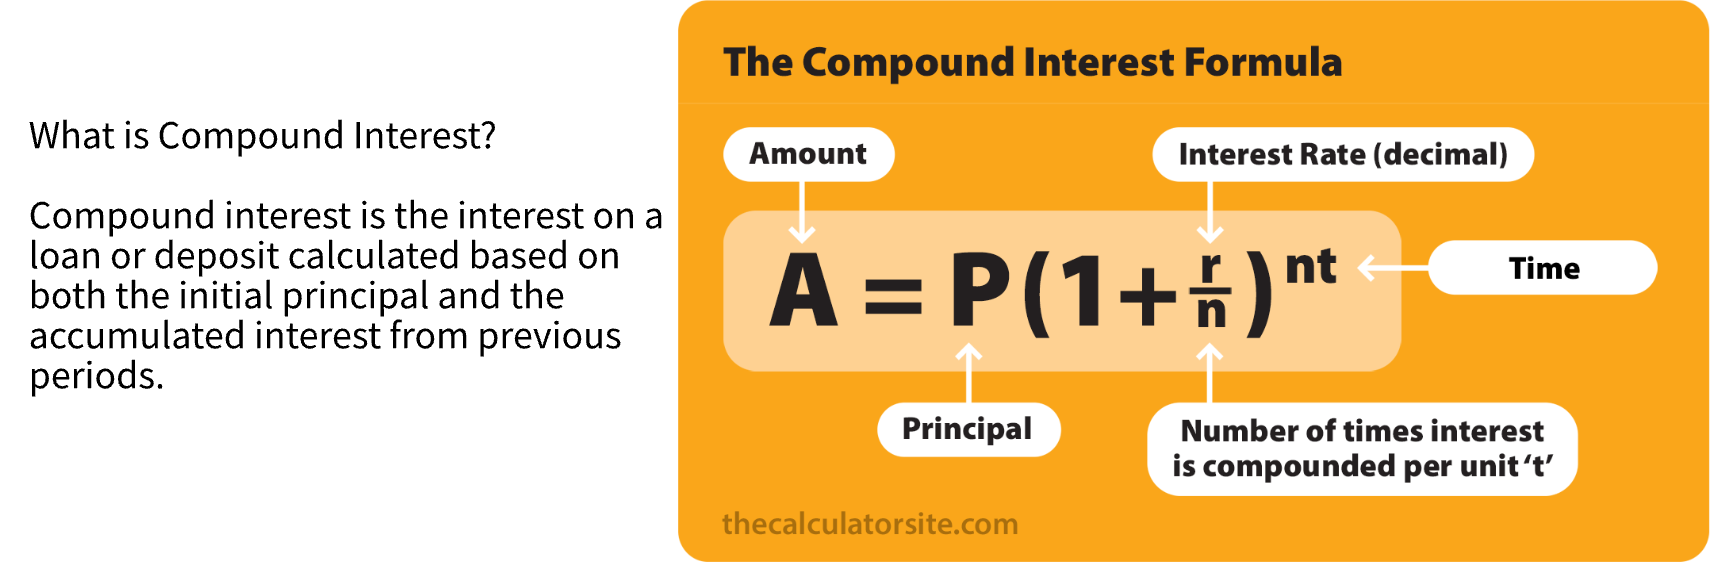 What is Compound Interest?
Compound interest is the interest on a
loan or deposit calculated based on
both the initial principal and the
accumulated interest from previous
periods.
The Compound Interest Formula
Amount
Interest Rate (decimal)
A = P(1+r/n)^nt
Time
Principal
Number of times interest
is compounded per unit ‘t’
thecalculatorsite.com